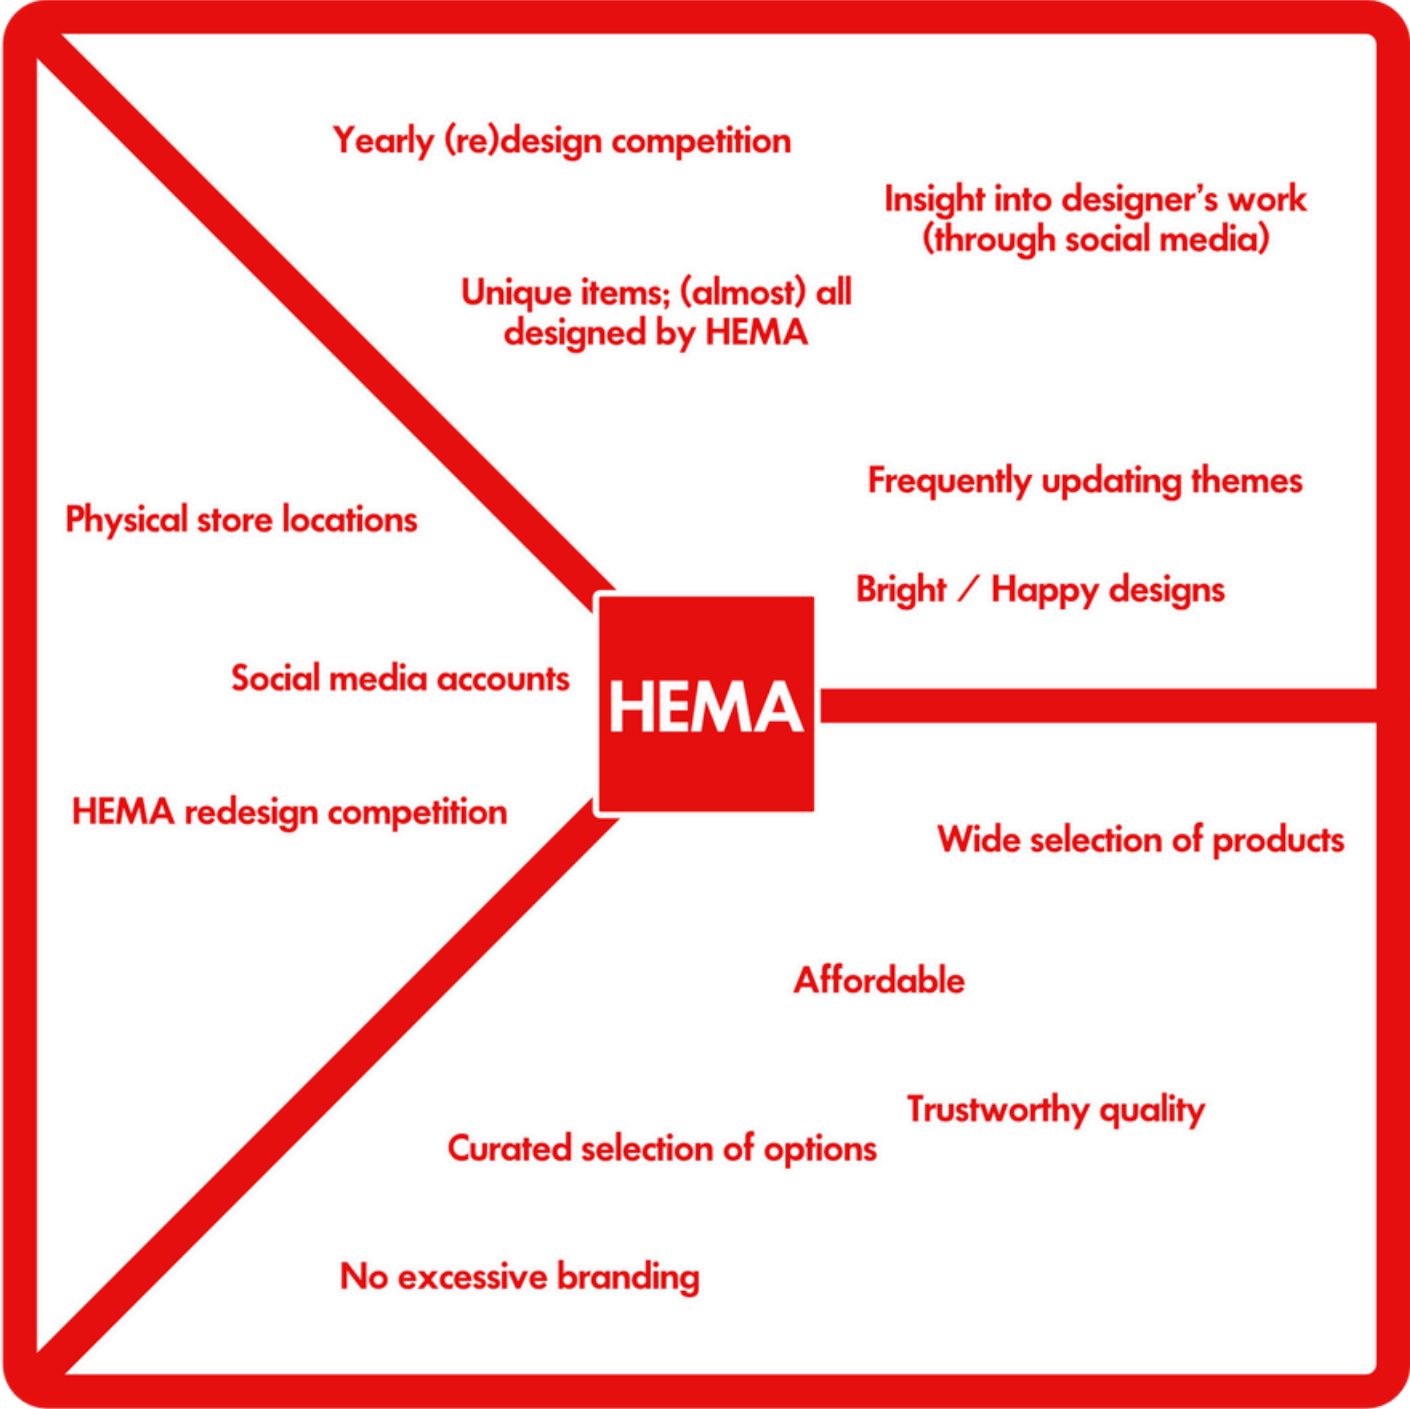 Yearly (re)design competition
Insight into designer’s work
(through social media)
Unique items; (almost) all
designed by HEMA
Frequently updating themes
Bright / Happy designs
Physical store locations
Social media accounts
HEMA redesign competition
HEMA
Wide selection of products
Affordable
Trustworthy quality
Curated selection of options
No excessive branding